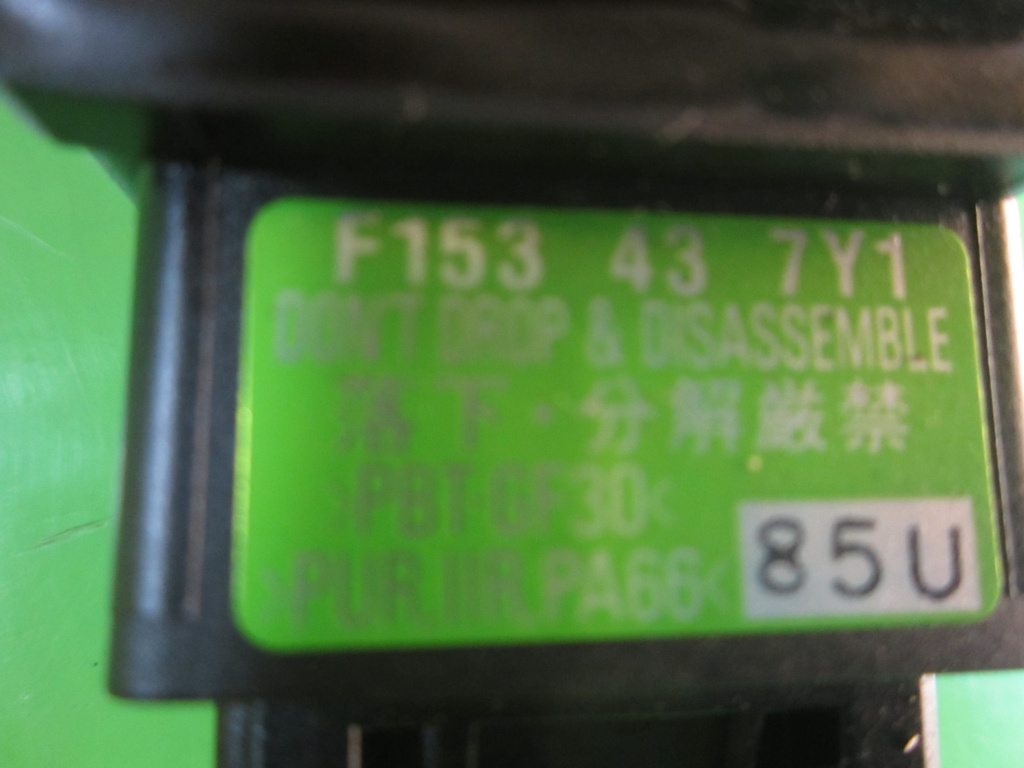 F153 43 7Y1
DON'T DROP & DISASSEMBLE
落下・分解厳禁
>PBT-GF30<
>PUR.IIR.PA66<
85U